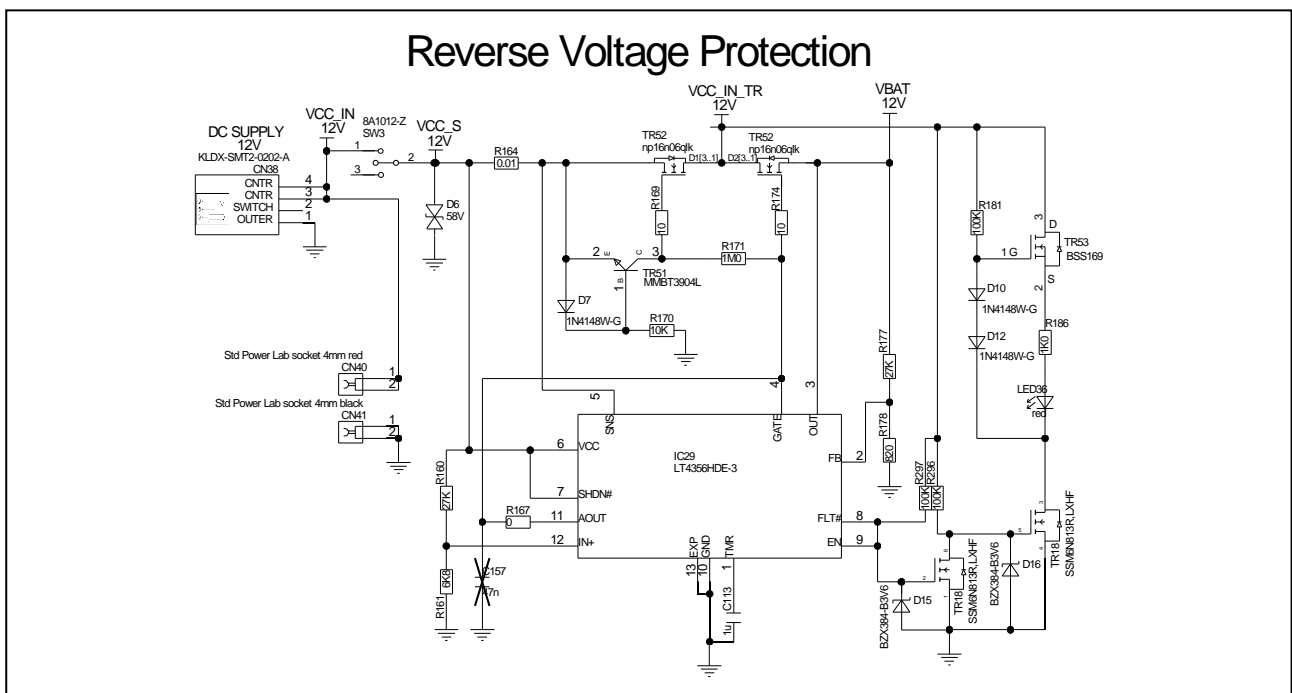 Reverse Voltage Protection
DC SUPPLY
12V
KLDX-SMT2-0202-A
CN38
CNTR 4
CNTR 3
SWITCH 2
OUTER 1
VCC_IN
12V
8A1012-Z
SW3
1
2
3
VCC_S
12V
D6
58V
R164
0.01
TR52
np16n06qlk
D1[3..1]
VCC_IN_TR
12V
D2[3..1]
TR52
np16n06qlk
VBAT
12V
R169
10
R174
10
R171
1M0
2 E
C 3
1 B
TR51
MMBT3904L
D7
1N4148W-G
R170
10K
R181
100K
3 D
1 G
TR53
BSS169
2 S
D10
1N4148W-G
D12
1N4148W-G
R186
1K0
LED36
red
Std Power Lab socket 4mm red
CN40
1
2
Std Power Lab socket 4mm black
CN41
1
2
R177
27K
R178
820
5
SNS
4
GATE
3
OUT
IC29
LT4356HDE-3
6 VCC
7 SHDN#
11 AOUT
12 IN+
FB 2
FLT# 8
EN 9
13 EXP
10 GND
1 TMR
R160
27K
R167
0
R161
6K8
C157
47n
C113
1u
R297
100K
R296
100K
D15
BZX384-B3V6
6
2
1
TR18
SSM6N813R,LXHF
D16
BZX384-B3V6
3
5
4
TR18
SSM6N813R,LXHF